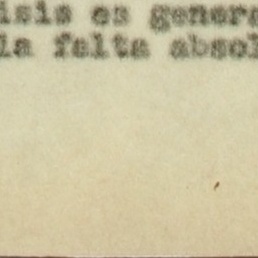 isis es genera
la falta absol